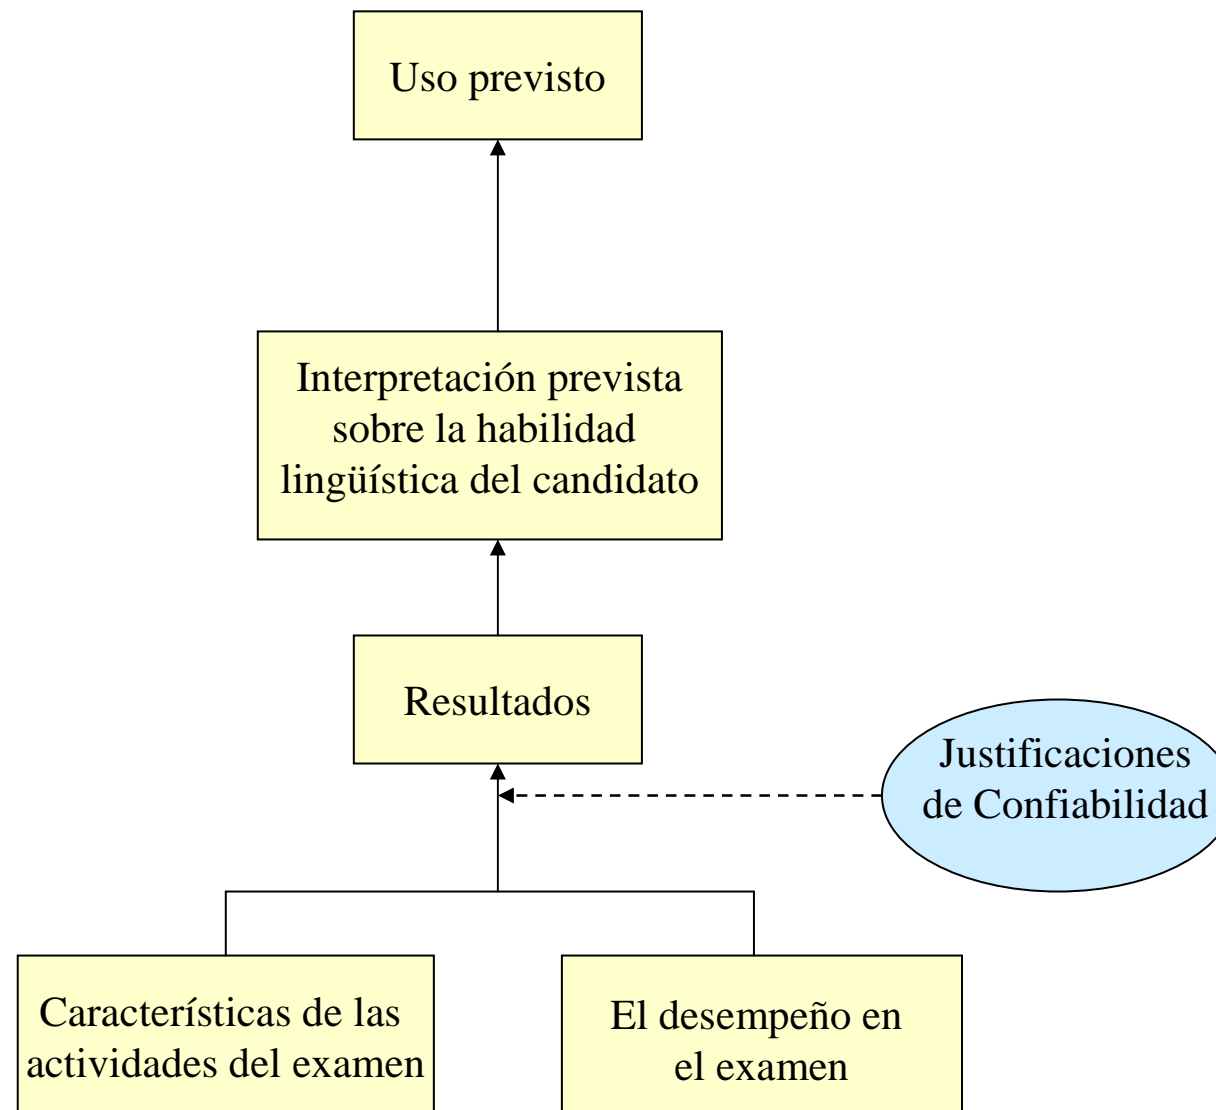 Uso previsto
Interpretación prevista
sobre la habilidad
lingüística del candidato
Resultados
Justificaciones
de Confiabilidad
Características de las
actividades del examen
El desempeño en
el examen